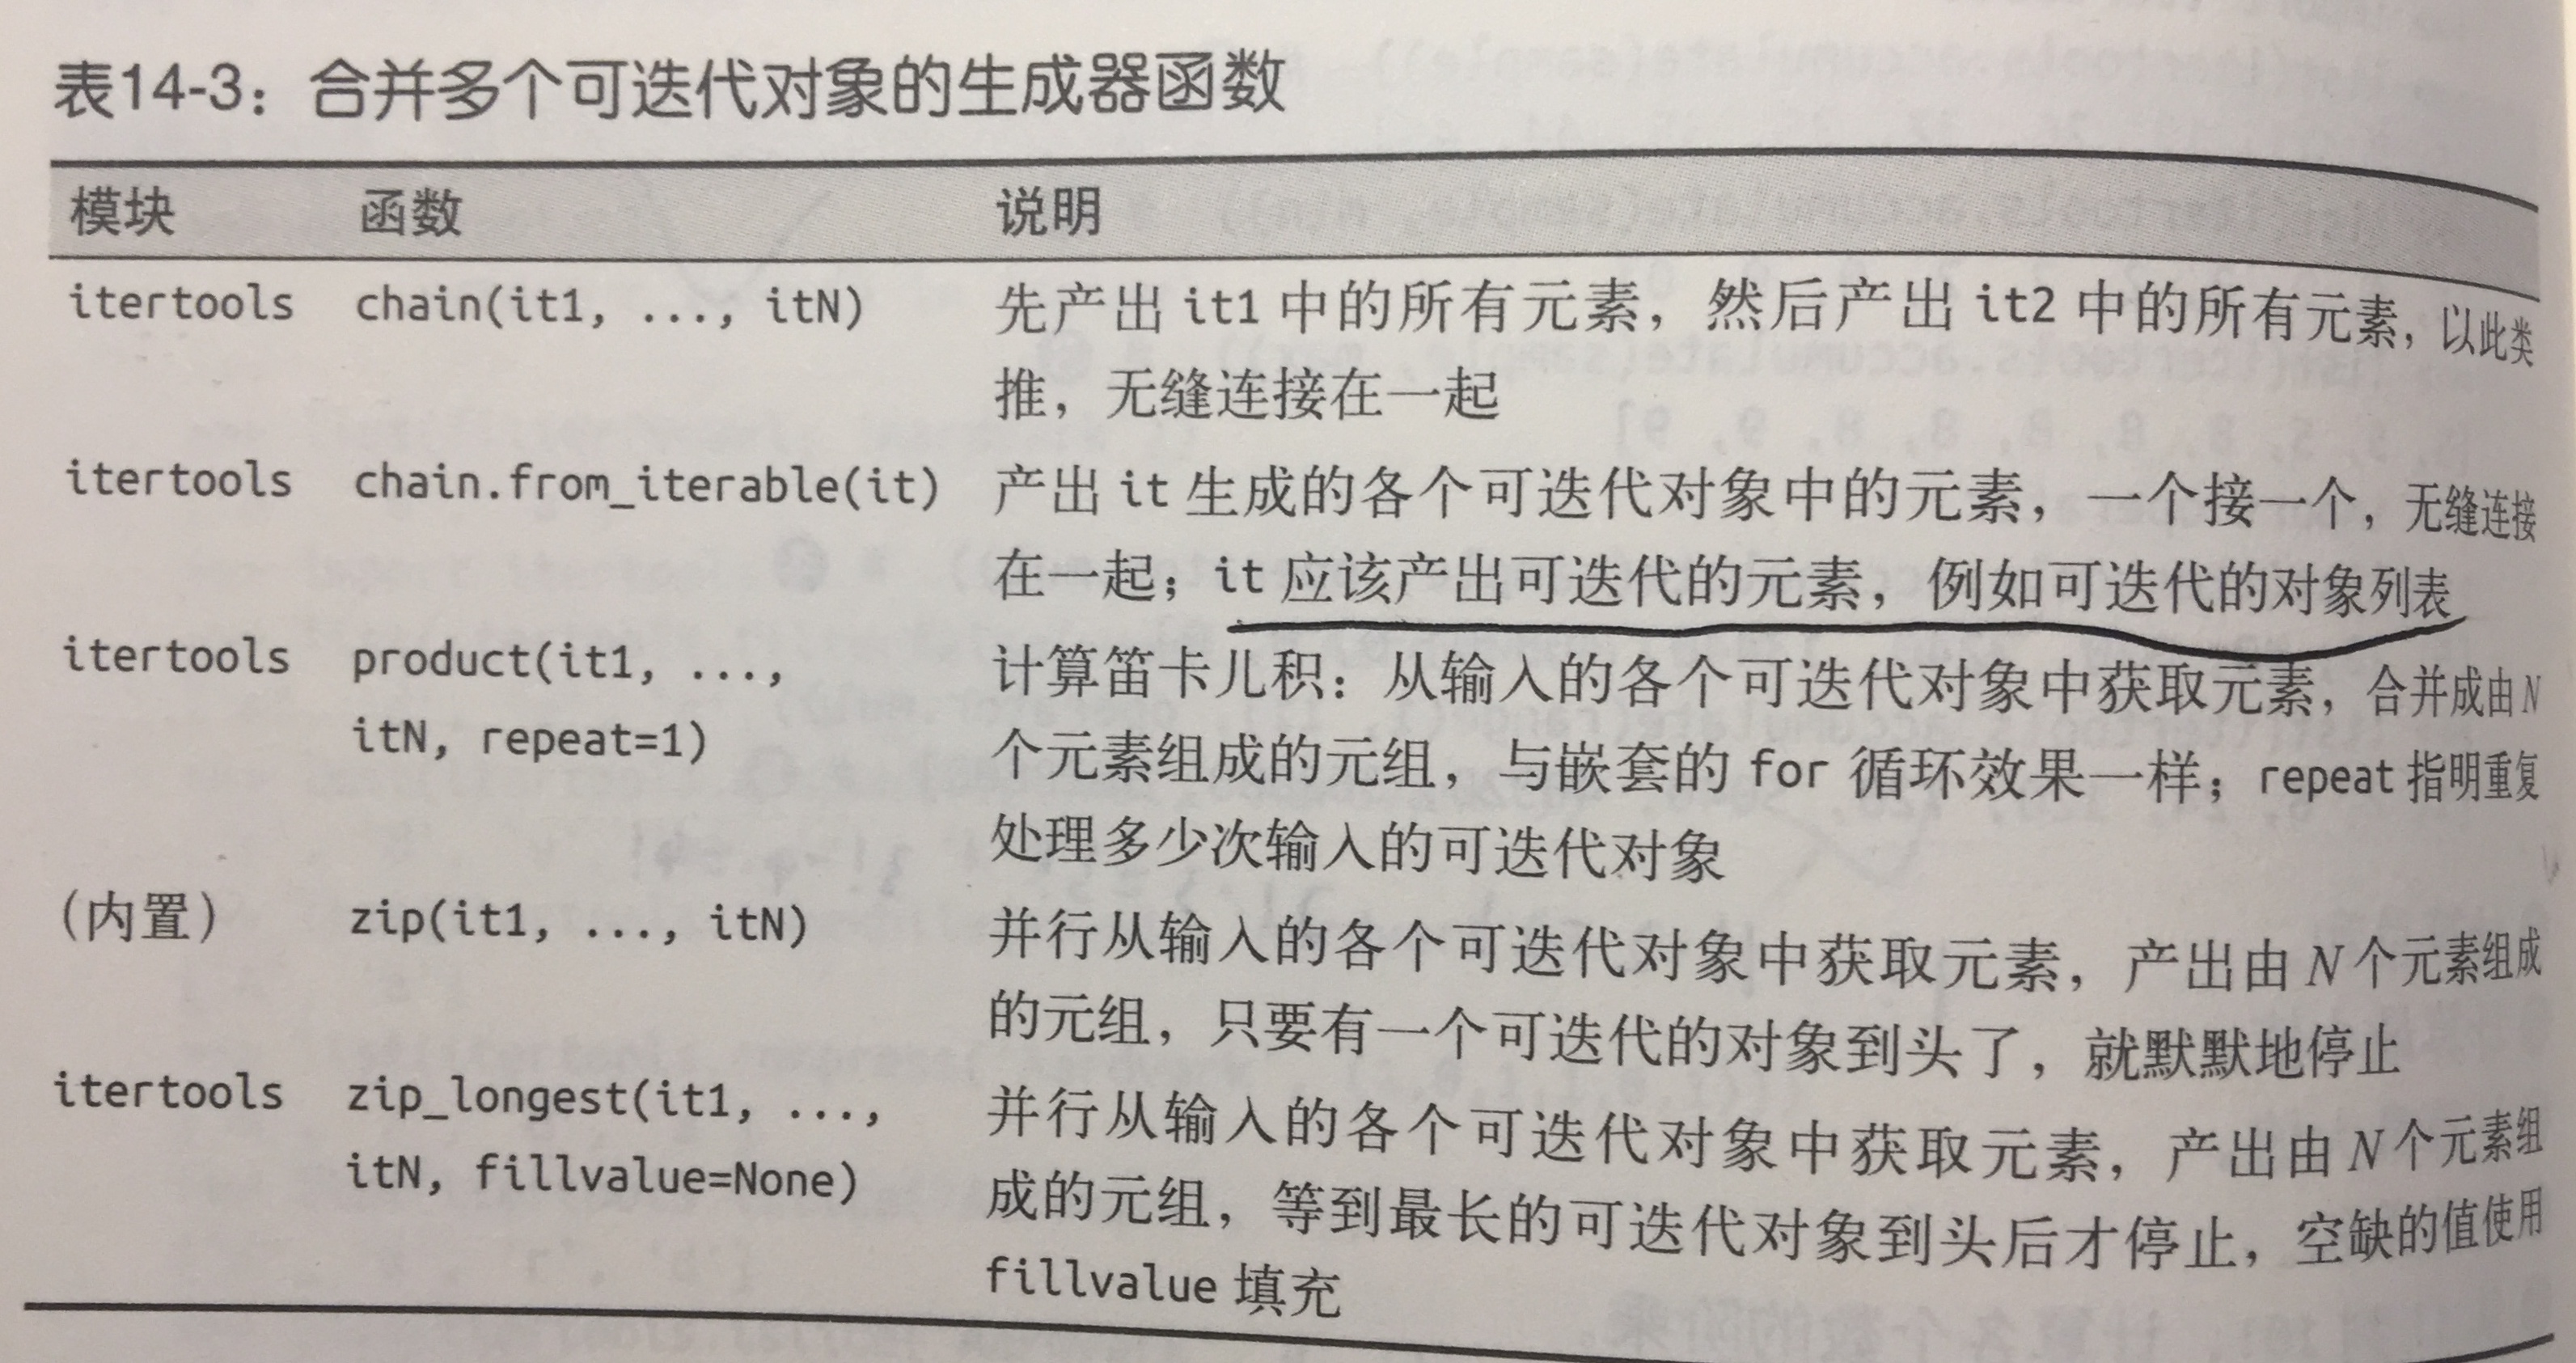 表14-3：合并多个可迭代对象的生成器函数
模块 函数 说明
itertools chain(it1, ..., itN) 先产出 it1 中的所有元素，然后产出 it2 中的所有元素，以此类
推，无缝连接在一起
itertools chain.from_iterable(it) 产出 it 生成的各个可迭代对象中的元素，一个接一个，无缝连接
在一起；it 应该产出可迭代的元素，例如可迭代的对象列表
itertools product(it1, ..., 计算笛卡儿积：从输入的各个可迭代对象中获取元素，合并成由 N
itN, repeat=1) 个元素组成的元组，与嵌套的 for 循环效果一样；repeat 指明重复
处理多少次输入的可迭代对象
（内置） zip(it1, ..., itN) 并行从输入的各个可迭代对象中获取元素，产出由 N 个元素组成
的元组，只要有一个可迭代的对象到头了，就默默地停止
itertools zip_longest(it1, ..., 并行从输入的各个可迭代对象中获取元素，产出由 N 个元素组
itN, fillvalue=None) 成的元组，等到最长的可迭代对象到头后才停止，空缺的值使用
fillvalue 填充